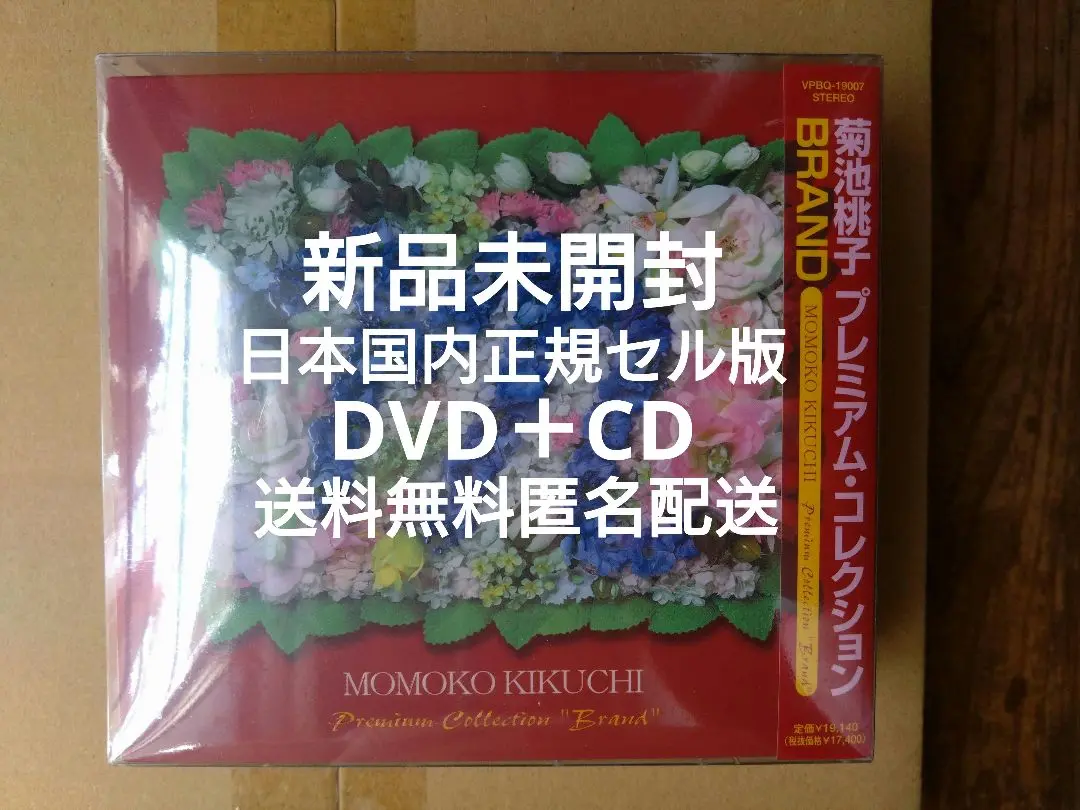 VPBQ-19007
STEREO
菊池桃子 プレミアム・コレクション
BRAND
MOMOKO KIKUCHI Premium Collection "Brand"
新品未開封
日本国内正規セル版
DVD+CD
送料無料匿名配送
MOMOKO KIKUCHI
Premium Collection "Brand"
定価¥19,140
(税抜価格¥17,400)